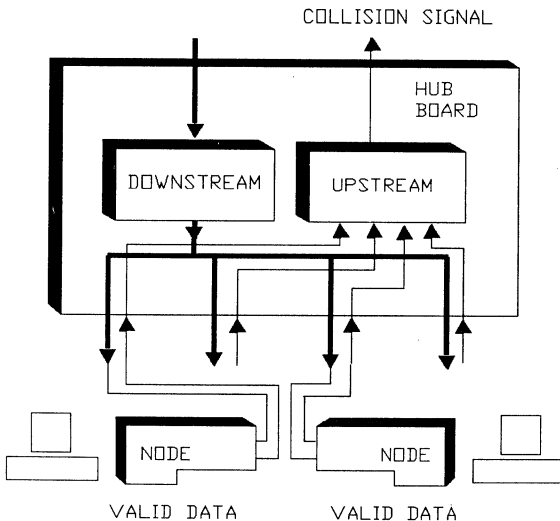 COLLISION SIGNAL
HUB
BOARD
DOWNSTREAM
UPSTREAM
NODE
NODE
VALID DATA
VALID DATA